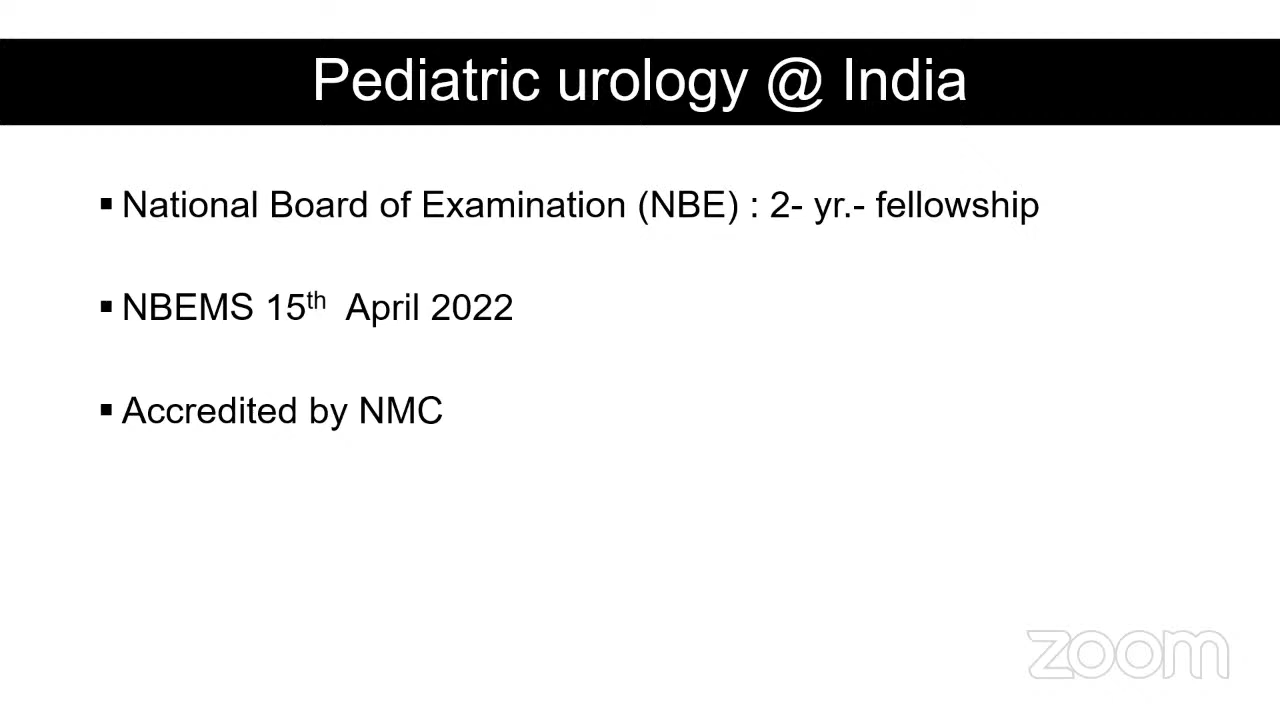 Pediatric urology @ India
▪ National Board of Examination (NBE) : 2- yr.- fellowship
▪ NBEMS 15th April 2022
▪ Accredited by NMC
zoom